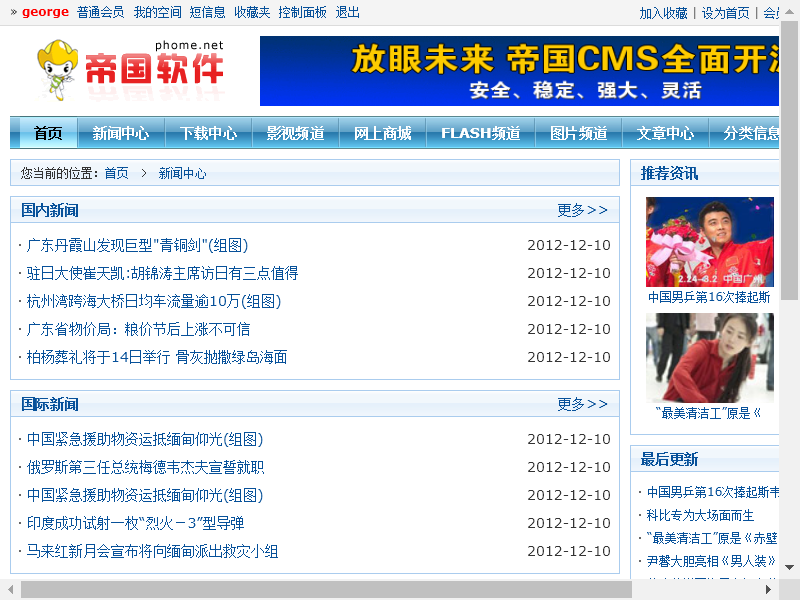 » george 普通会员 我的空间 短信息 收藏夹 控制面板 退出
加入收藏 | 设为首页 | 会
phome.net
帝国软件
放眼未来 帝国CMS全面开
安全、稳定、强大、灵活
首页 新闻中心 下载中心 影视频道 网上商城 FLASH频道 图片频道 文章中心 分类信息
您当前的位置：首页 > 新闻中心
推荐资讯
国内新闻 更多>>
· 广东丹霞山发现巨型"青铜剑"(组图) 2012-12-10
· 驻日大使崔天凯:胡锦涛主席访日有三点值得 2012-12-10
· 杭州湾跨海大桥日均车流量逾10万(组图) 2012-12-10
· 广东省物价局：粮价节后上涨不可信 2012-12-10
· 柏杨葬礼将于14日举行 骨灰抛撒绿岛海面 2012-12-10
2.24-3.2 中国广州
中国男乒第16次捧起斯
“最美清洁工”原是《
国际新闻 更多>>
· 中国紧急援助物资运抵缅甸仰光(组图) 2012-12-10
· 俄罗斯第三任总统梅德韦杰夫宣誓就职 2012-12-10
· 中国紧急援助物资运抵缅甸仰光(组图) 2012-12-10
· 印度成功试射一枚“烈火－3”型导弹 2012-12-10
· 马来红新月会宣布将向缅甸派出救灾小组 2012-12-10
最后更新
· 中国男乒第16次捧起斯韦
· 科比专为大场面而生
· “最美清洁工”原是《赤壁
· 尹馨大胆亮相《男人装》